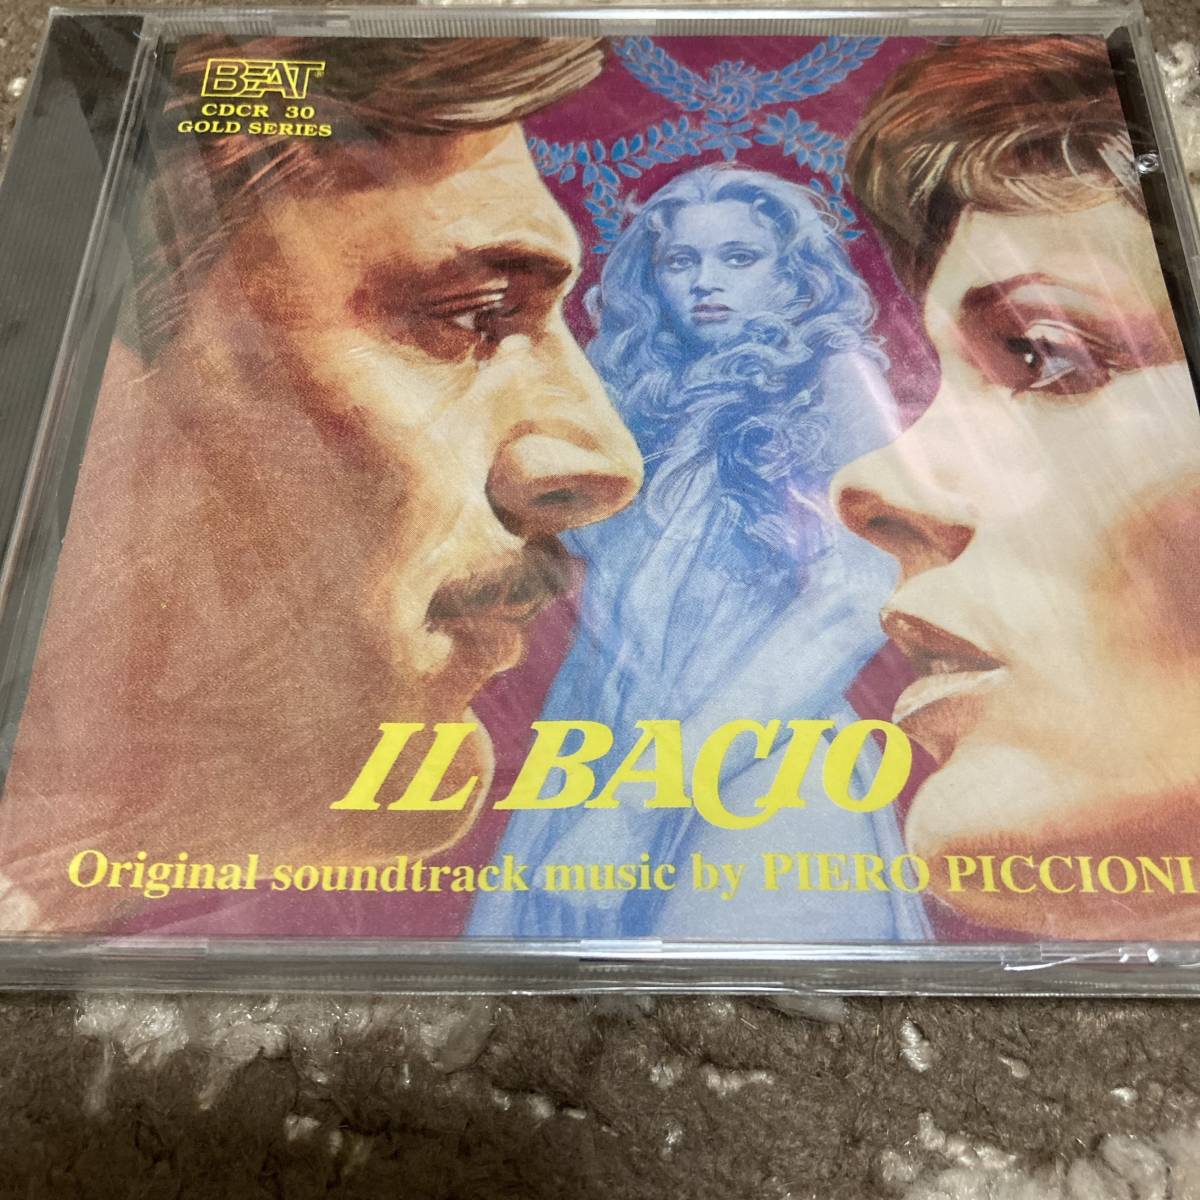 BEAT
CDCR 30
GOLD SERIES
IL BACIO
Original soundtrack music by PIERO PICCIONI